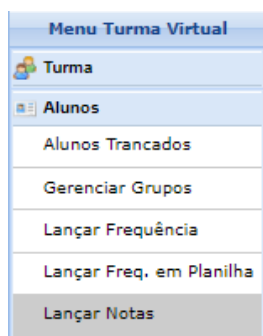 Menu Turma Virtual
Turma
Alunos
Alunos Trancados
Gerenciar Grupos
Lançar Frequência
Lançar Freq. em Planilha
Lançar Notas